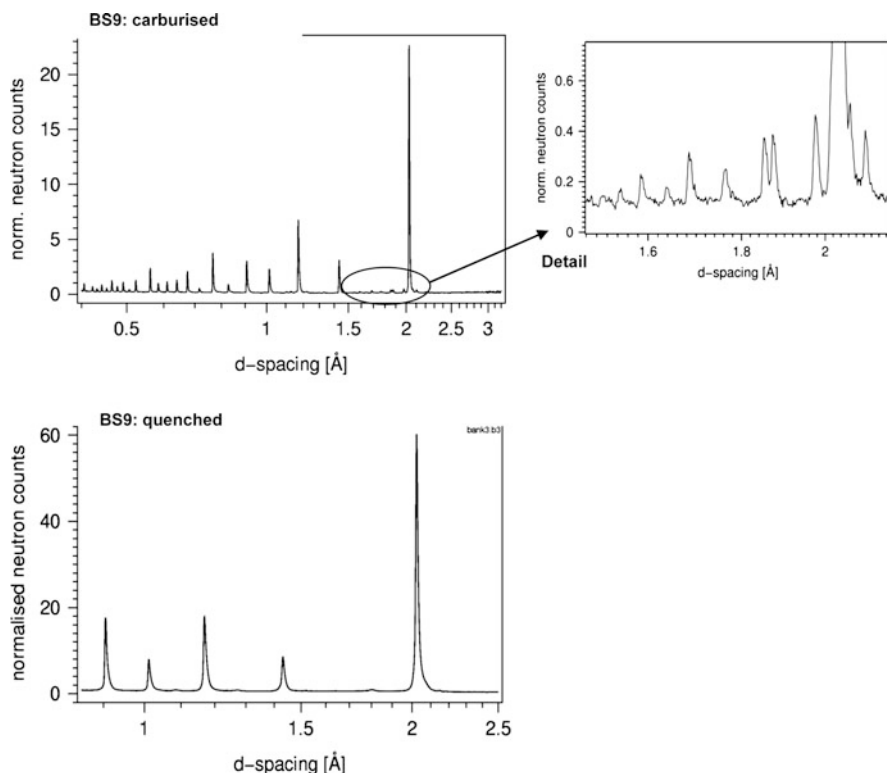 BS9: carburised
norm. neutron counts
20
15
10
5
0
0.5
1
1.5
2
2.5
3
d-spacing [Å]
norm. neutron counts
0.6
0.4
0.2
0
1.6
1.8
2
Detail
d-spacing [Å]
BS9: quenched
bank3.b3
normalised neutron counts
60
40
20
0
1
1.5
2
2.5
d-spacing [Å]